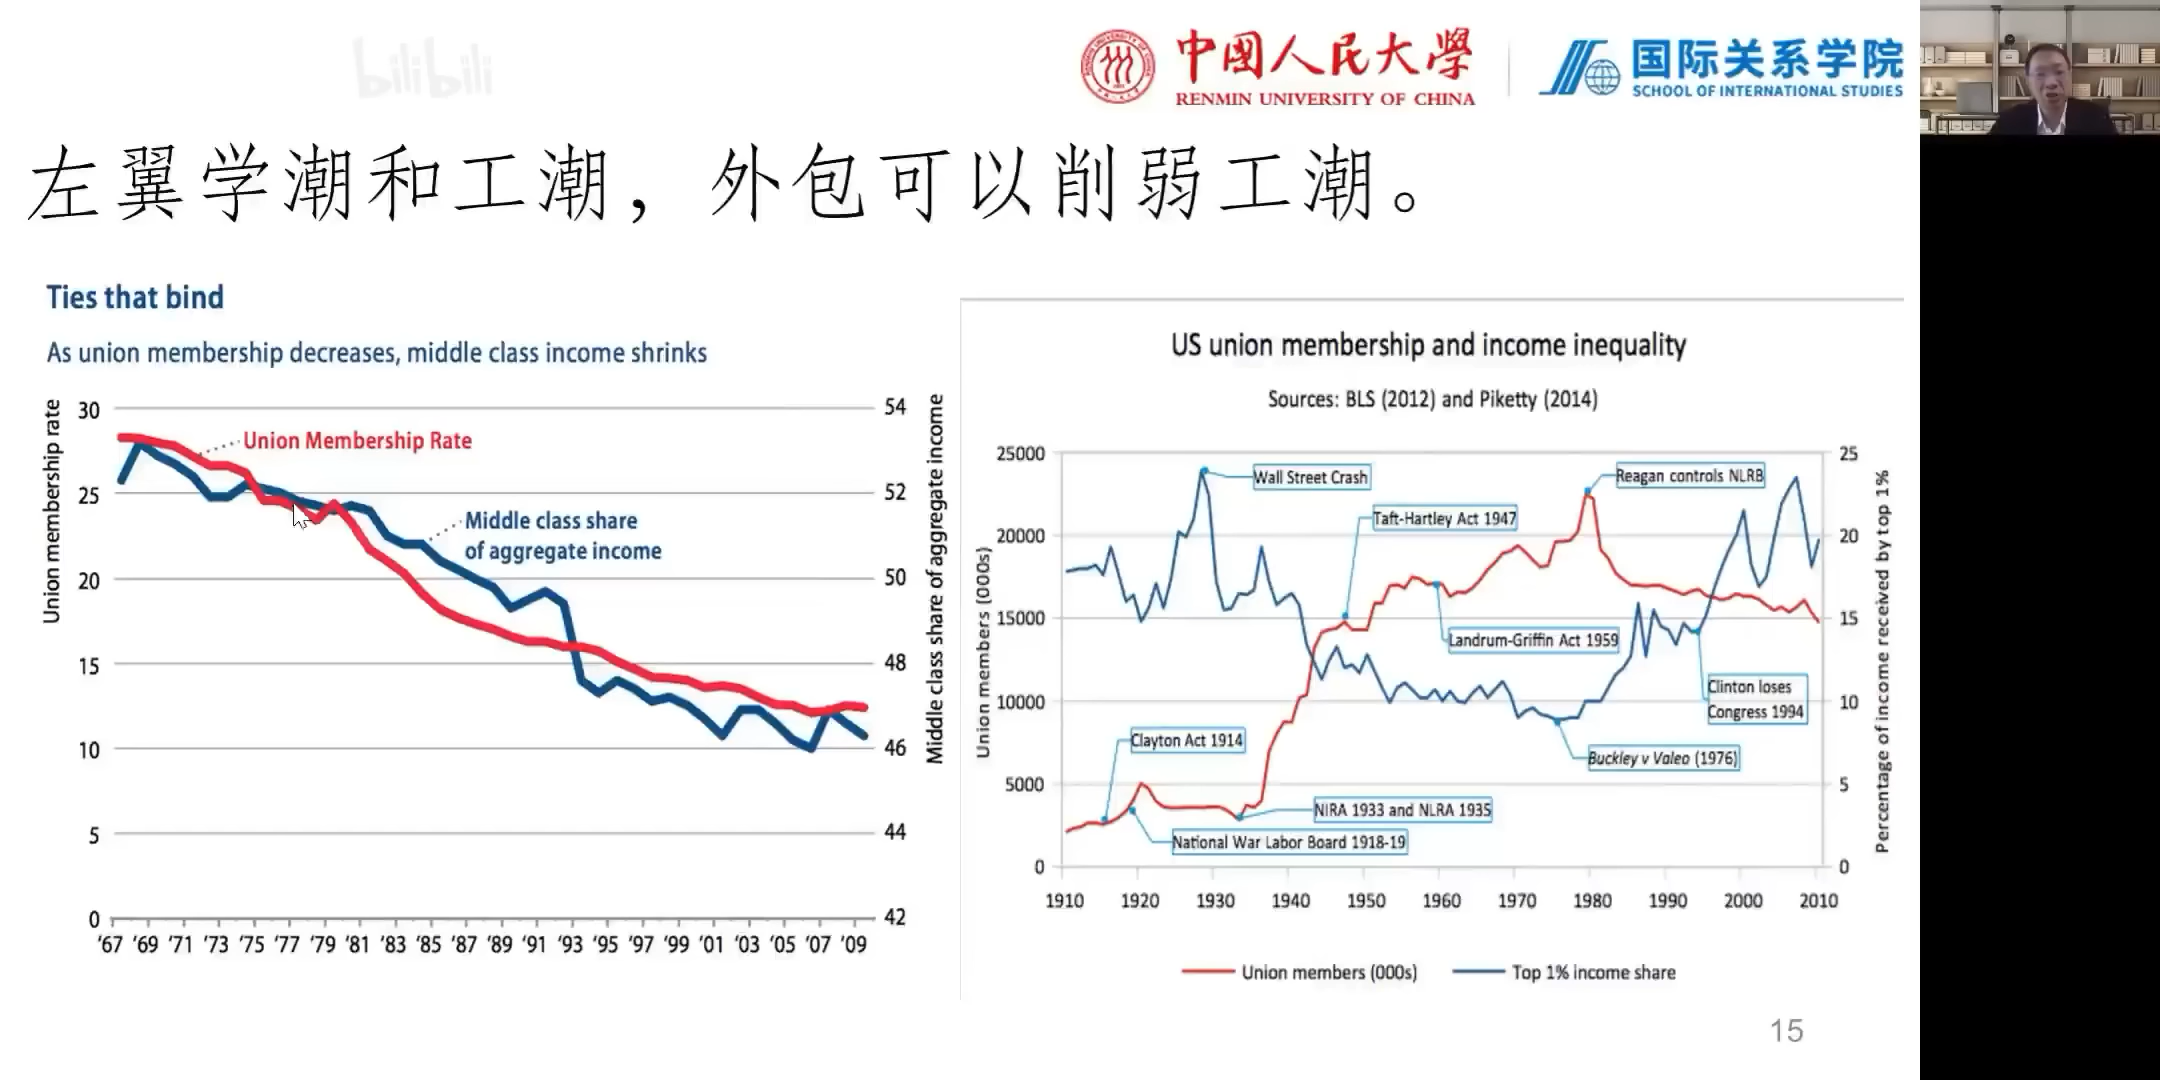 bilibili
中國人民大學
RENMIN UNIVERSITY OF CHINA
国际关系学院
SCHOOL OF INTERNATIONAL STUDIES
左翼学潮和工潮，外包可以削弱工潮。
Ties that bind
As union membership decreases, middle class income shrinks
Union membership rate
30
25
20
15
10
5
0
Union Membership Rate
Middle class share
of aggregate income
54
52
50
48
46
44
42
Middle class share of aggregate income
'67 '69 '71 '73 '75 '77 '79 '81 '83 '85 '87 '89 '91 '93 '95 '97 '99 '01 '03 '05 '07 '09
US union membership and income inequality
Sources: BLS (2012) and Piketty (2014)
Union members (000s)
25000
20000
15000
10000
5000
0
Wall Street Crash
Reagan controls NLRB
Taft-Hartley Act 1947
Landrum-Griffin Act 1959
Clinton loses
Congress 1994
Clayton Act 1914
Buckley v Valeo (1976)
NIRA 1933 and NLRA 1935
National War Labor Board 1918-19
25
20
15
10
5
0
Percentage of income received by top 1%
1910 1920 1930 1940 1950 1960 1970 1980 1990 2000 2010
Union members (000s) Top 1% income share
15